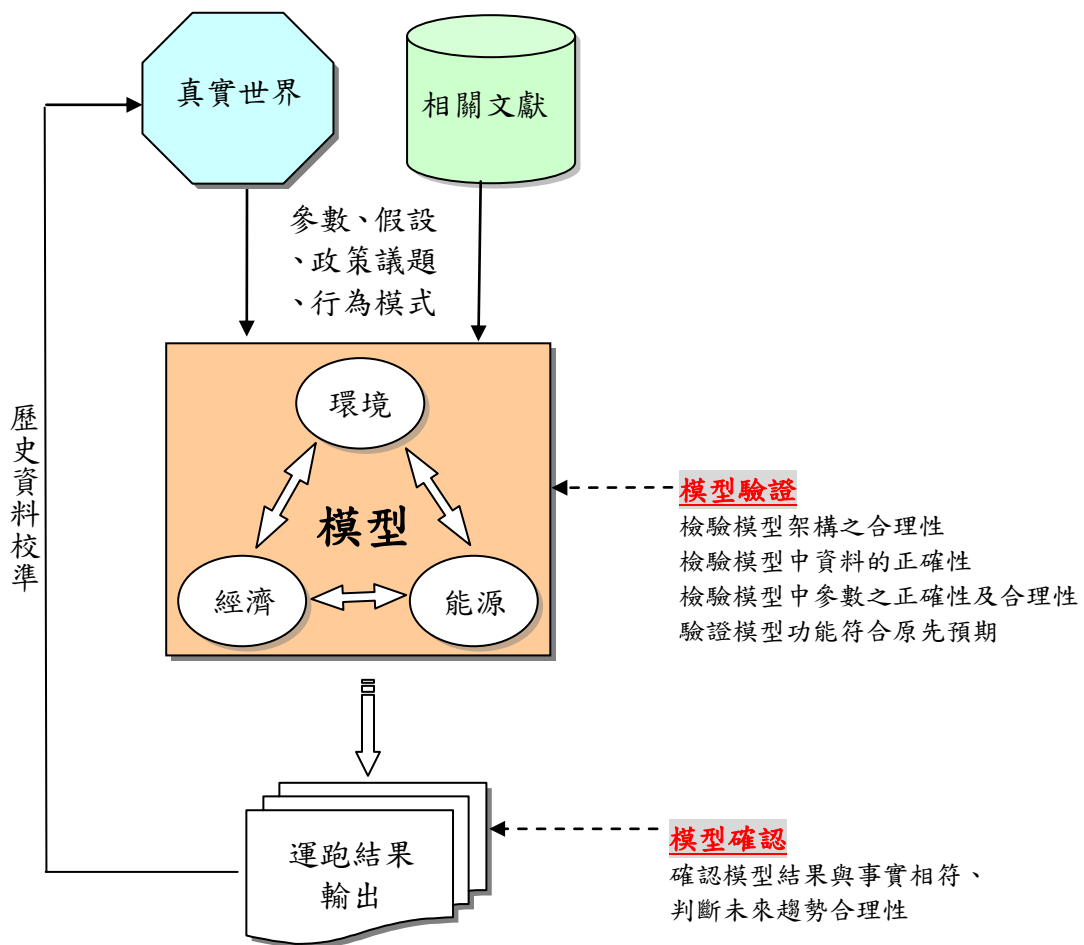 真實世界
相關文獻
參數、假設
、政策議題
、行為模式
歷史資料校準
環境
模型
經濟
能源
模型驗證
檢驗模型架構之合理性
檢驗模型中資料的正確性
檢驗模型中參數之正確性及合理性
驗證模型功能符合原先預期
運跑結果
輸出
模型確認
確認模型結果與事實相符、
判斷未來趨勢合理性